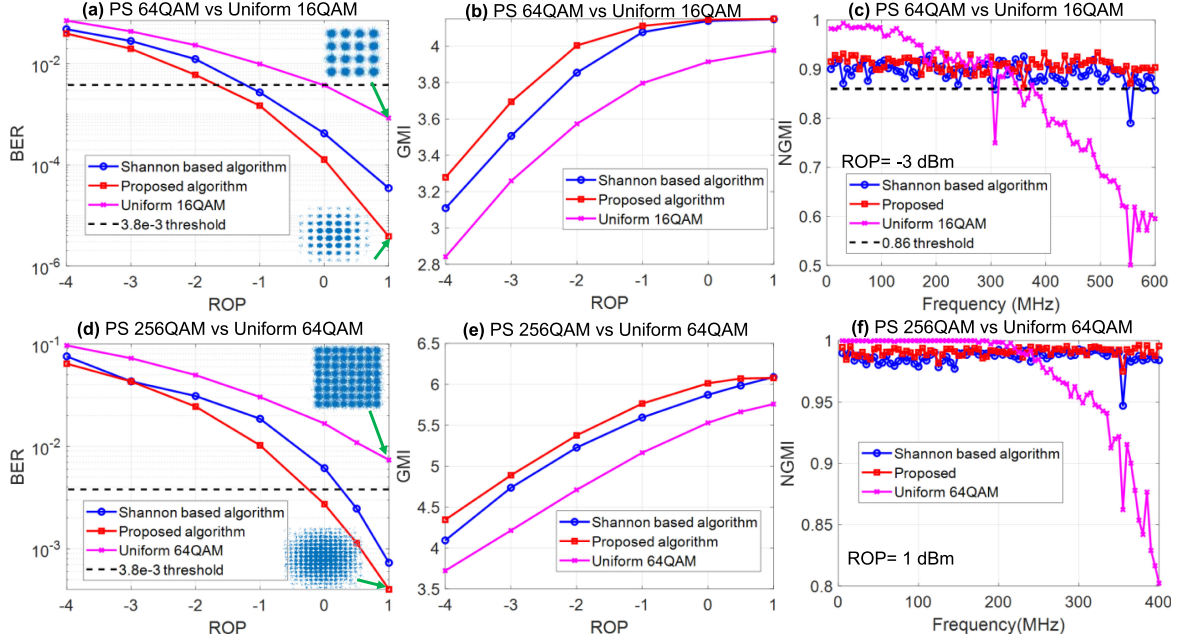 (a) PS 64QAM vs Uniform 16QAM
BER
10^-2
10^-4
10^-6
Shannon based algorithm
Proposed algorithm
Uniform 16QAM
3.8e-3 threshold
-4 -3 -2 -1 0 1
ROP
(b) PS 64QAM vs Uniform 16QAM
GMI
4
3.8
3.6
3.4
3.2
3
2.8
Shannon based algorithm
Proposed algorithm
Uniform 16QAM
-4 -3 -2 -1 0 1
ROP
(c) PS 64QAM vs Uniform 16QAM
NGMI
1
0.9
0.8
0.7
0.6
0.5
ROP= -3 dBm
Shannon based algorithm
Proposed
Uniform 16QAM
0.86 threshold
0 100 200 300 400 500 600
Frequency (MHz)
(d) PS 256QAM vs Uniform 64QAM
BER
10^-1
10^-2
10^-3
Shannon based algorithm
Proposed algorithm
Uniform 64QAM
3.8e-3 threshold
-4 -3 -2 -1 0 1
ROP
(e) PS 256QAM vs Uniform 64QAM
GMI
6.5
6
5.5
5
4.5
4
3.5
Shannon based algorithm
Proposed algorithm
Uniform 64QAM
-4 -3 -2 -1 0 1
ROP
(f) PS 256QAM vs Uniform 64QAM
NGMI
1
0.95
0.9
0.85
0.8
Shannon based algorithm
Proposed
Uniform 64QAM
ROP= 1 dBm
0 100 200 300 400
Frequency(MHz)